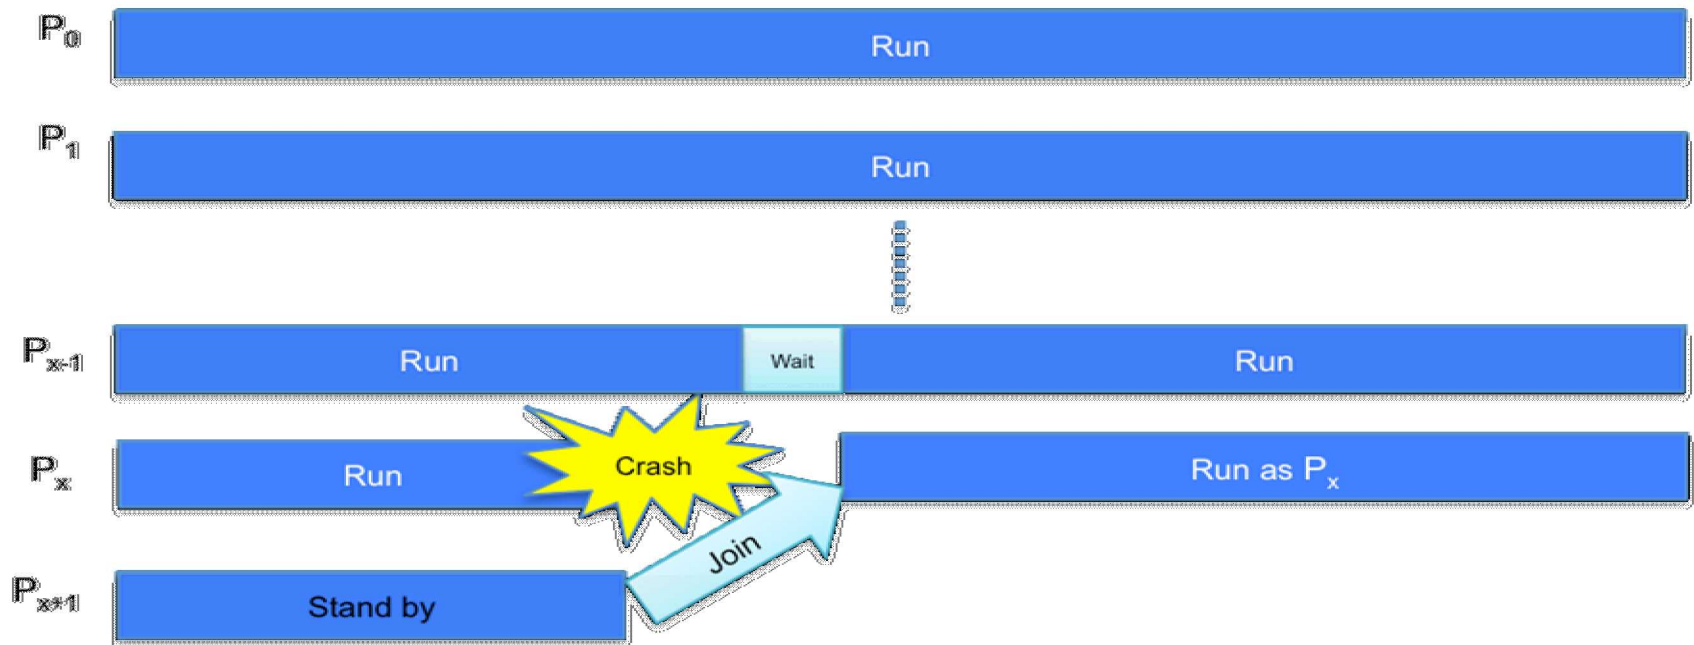 P₀
Run
P₁
Run
Pₓ₋₁
Run
Wait
Run
Pₓ
Run
Crash
Run as Pₓ
Join
Pₓ₊₁
Stand by